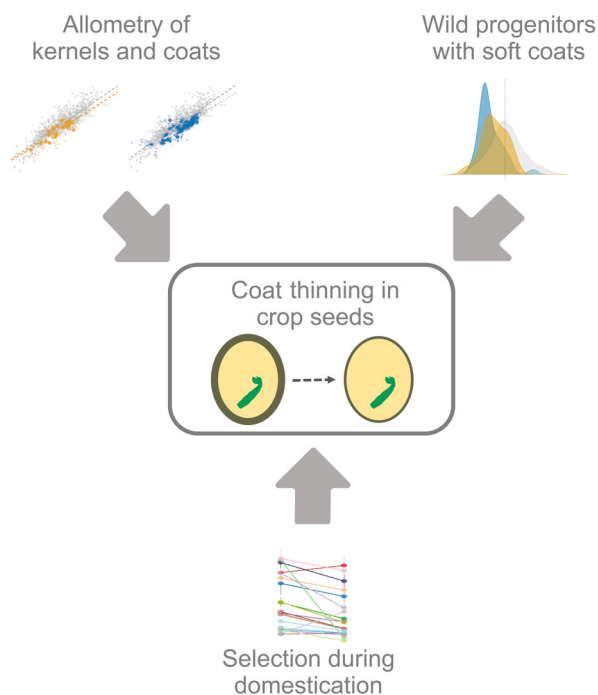 Allometry of
kernels and coats
Wild progenitors
with soft coats
Coat thinning in
crop seeds
Selection during
domestication